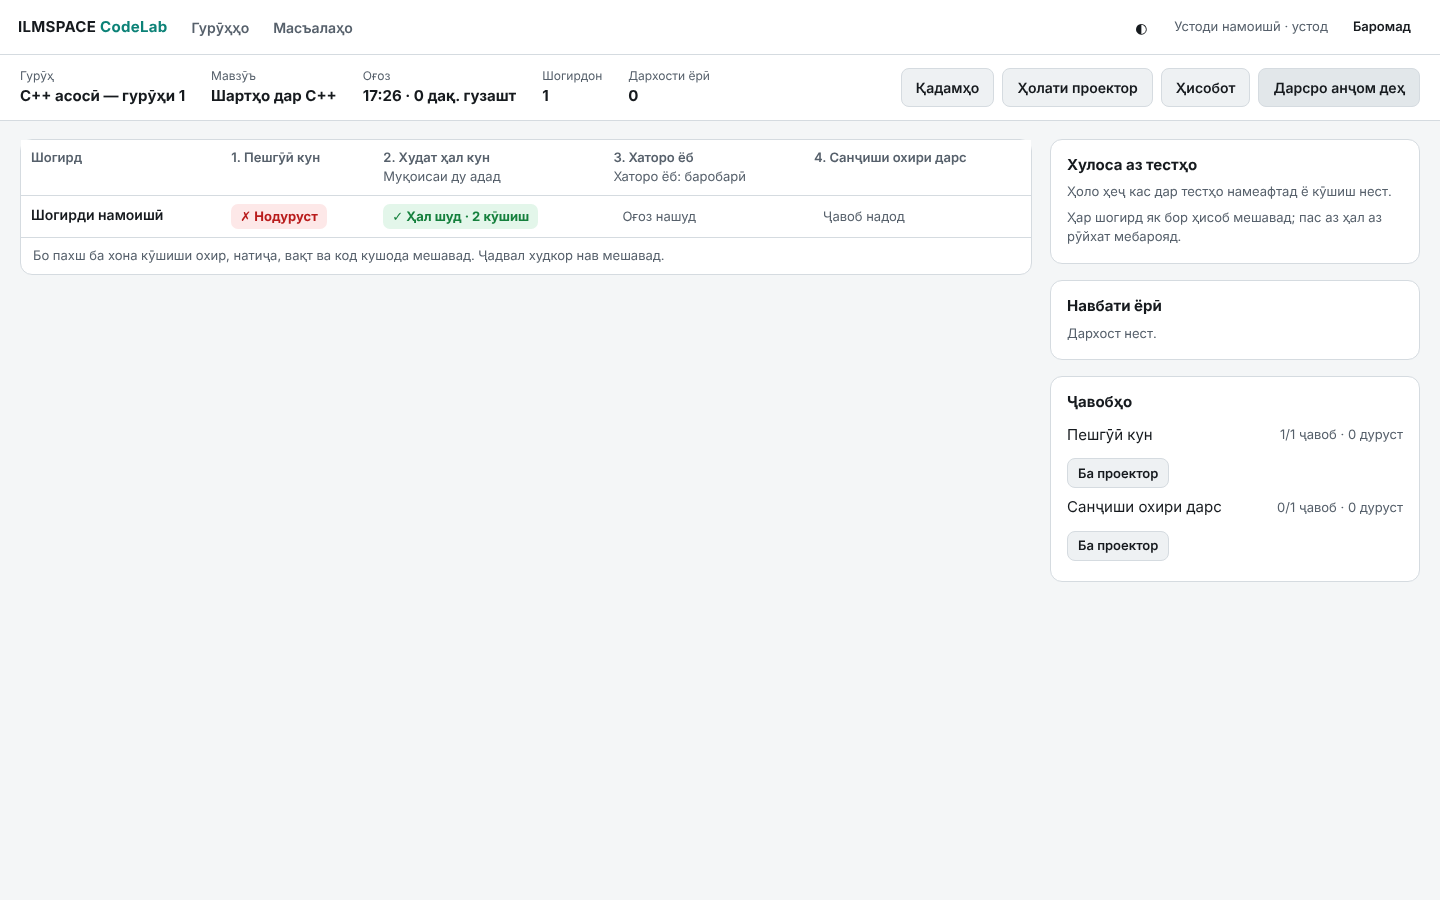 ILMSPACE CodeLab Гурӯҳҳо Масъалаҳо ◐ Устоди намоишӣ · устод Баромад
Гурӯҳ Мавзӯъ Оғоз Шогирдон Дархости ёрӣ
C++ асосӣ — гурӯҳи 1 Шартҳо дар C++ 17:26 · 0 дақ. гузашт 1 0
Қадамҳо Ҳолати проектор Ҳисобот Дарсро анҷом деҳ
Шогирд 1. Пешгӯӣ кун 2. Худат ҳал кун 3. Хаторо ёб 4. Санҷиши охири дарс
Муқоисаи ду адад Хаторо ёб: баробарӣ
Шогирди намоишӣ ✗ Нодуруст ✓ Ҳал шуд · 2 кӯшиш Оғоз нашуд Ҷавоб надод
Бо пахш ба хона кӯшиши охир, натиҷа, вақт ва код кушода мешавад. Ҷадвал худкор нав мешавад.
Хулоса аз тестҳо
Ҳоло ҳеҷ кас дар тестҳо намеафтад ё кӯшиш нест.
Ҳар шогирд як бор ҳисоб мешавад; пас аз ҳал аз
рӯйхат мебарояд.
Навбати ёрӣ
Дархост нест.
Ҷавобҳо
Пешгӯӣ кун 1/1 ҷавоб · 0 дуруст
Ба проектор
Санҷиши охири дарс 0/1 ҷавоб · 0 дуруст
Ба проектор